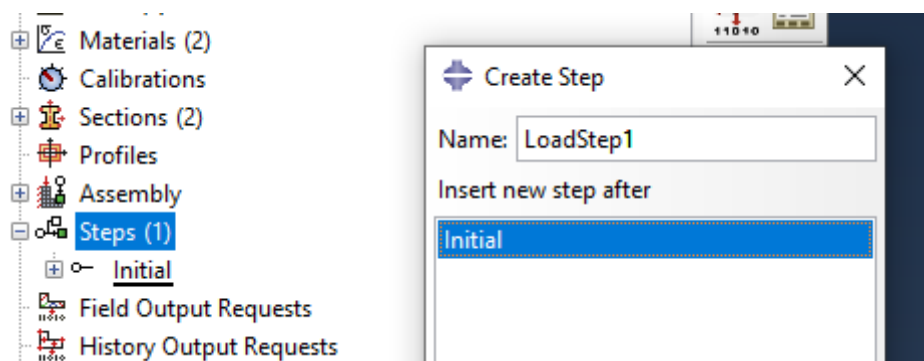 11010
Materials (2)
Calibrations
Sections (2)
Profiles
Assembly
Steps (1)
Initial
Field Output Requests
History Output Requests
Create Step
Name: LoadStep1
Insert new step after
Initial